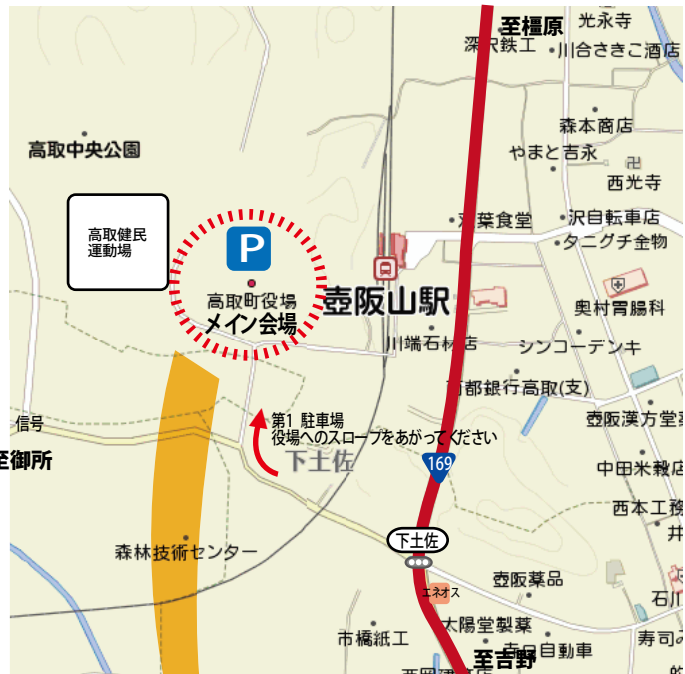 至橿原
光永寺
深沢鉄工
川合さきこ酒店
森本商店
高取中央公園
やまと吉永
卍
西光寺
高取健民
運動場
P
沢自転車店
葉食堂
タニグチ金物
高取町役場
メイン会場
壺阪山駅
奥村胃腸科
川端石材店
シンコーデンキ
南都銀行高取(支)
壺阪漢方堂薬
信号
第1 駐車場
役場へのスロープをあがってください
至御所
下土佐
169
中田米穀店
西本工務
井
下土佐
森林技術センター
壺阪薬品
エネオス
石川
太陽堂製薬
市橋紙工
寿司み
寺口自動車
至吉野
的